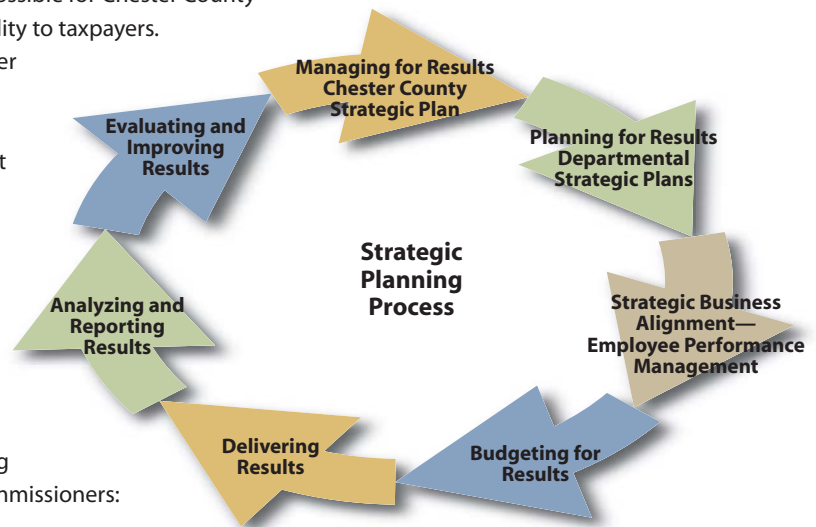 ossible for Chester County
ility to taxpayers.
er
t
g
mmissioners:
Managing for Results
Chester County
Strategic Plan
Planning for Results
Departmental
Strategic Plans
Strategic Business
Alignment—
Employee Performance
Management
Budgeting for
Results
Delivering
Results
Analyzing and
Reporting
Results
Evaluating and
Improving
Results
Strategic
Planning
Process